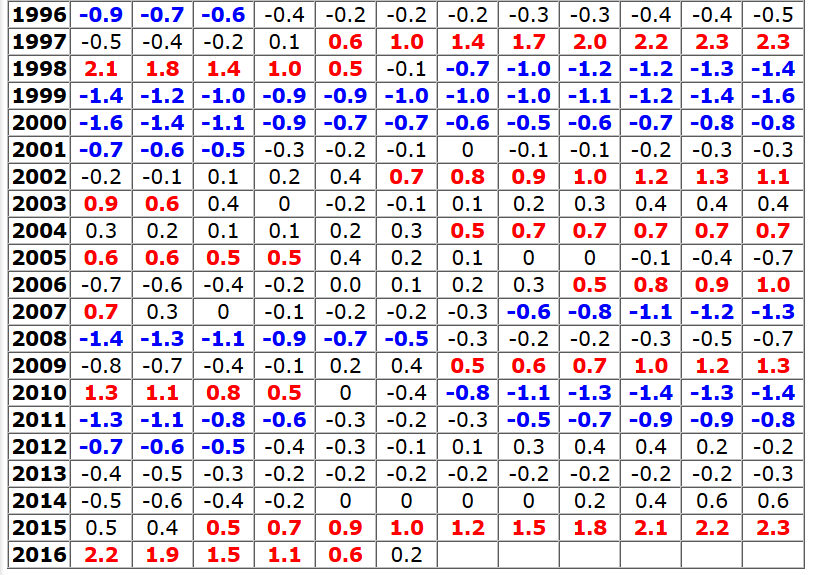 1996 -0.9 -0.7 -0.6 -0.4 -0.2 -0.2 -0.2 -0.3 -0.3 -0.4 -0.4 -0.5
1997 -0.5 -0.4 -0.2 0.1 0.6 1.0 1.4 1.7 2.0 2.2 2.3 2.3
1998 2.1 1.8 1.4 1.0 0.5 -0.1 -0.7 -1.0 -1.2 -1.2 -1.3 -1.4
1999 -1.4 -1.2 -1.0 -0.9 -0.9 -1.0 -1.0 -1.0 -1.1 -1.2 -1.4 -1.6
2000 -1.6 -1.4 -1.1 -0.9 -0.7 -0.7 -0.6 -0.5 -0.6 -0.7 -0.8 -0.8
2001 -0.7 -0.6 -0.5 -0.3 -0.2 -0.1 0 -0.1 -0.1 -0.2 -0.3 -0.3
2002 -0.2 -0.1 0.1 0.2 0.4 0.7 0.8 0.9 1.0 1.2 1.3 1.1
2003 0.9 0.6 0.4 0 -0.2 -0.1 0.1 0.2 0.3 0.4 0.4 0.4
2004 0.3 0.2 0.1 0.1 0.2 0.3 0.5 0.7 0.7 0.7 0.7 0.7
2005 0.6 0.6 0.5 0.5 0.4 0.2 0.1 0 0 -0.1 -0.4 -0.7
2006 -0.7 -0.6 -0.4 -0.2 0.0 0.1 0.2 0.3 0.5 0.8 0.9 1.0
2007 0.7 0.3 0 -0.1 -0.2 -0.2 -0.3 -0.6 -0.8 -1.1 -1.2 -1.3
2008 -1.4 -1.3 -1.1 -0.9 -0.7 -0.5 -0.3 -0.2 -0.2 -0.3 -0.5 -0.7
2009 -0.8 -0.7 -0.4 -0.1 0.2 0.4 0.5 0.6 0.7 1.0 1.2 1.3
2010 1.3 1.1 0.8 0.5 0 -0.4 -0.8 -1.1 -1.3 -1.4 -1.3 -1.4
2011 -1.3 -1.1 -0.8 -0.6 -0.3 -0.2 -0.3 -0.5 -0.7 -0.9 -0.9 -0.8
2012 -0.7 -0.6 -0.5 -0.4 -0.3 -0.1 0.1 0.3 0.4 0.4 0.2 -0.2
2013 -0.4 -0.5 -0.3 -0.2 -0.2 -0.2 -0.2 -0.2 -0.2 -0.2 -0.2 -0.3
2014 -0.5 -0.6 -0.4 -0.2 0 0 0 0 0.2 0.4 0.6 0.6
2015 0.5 0.4 0.5 0.7 0.9 1.0 1.2 1.5 1.8 2.1 2.2 2.3
2016 2.2 1.9 1.5 1.1 0.6 0.2